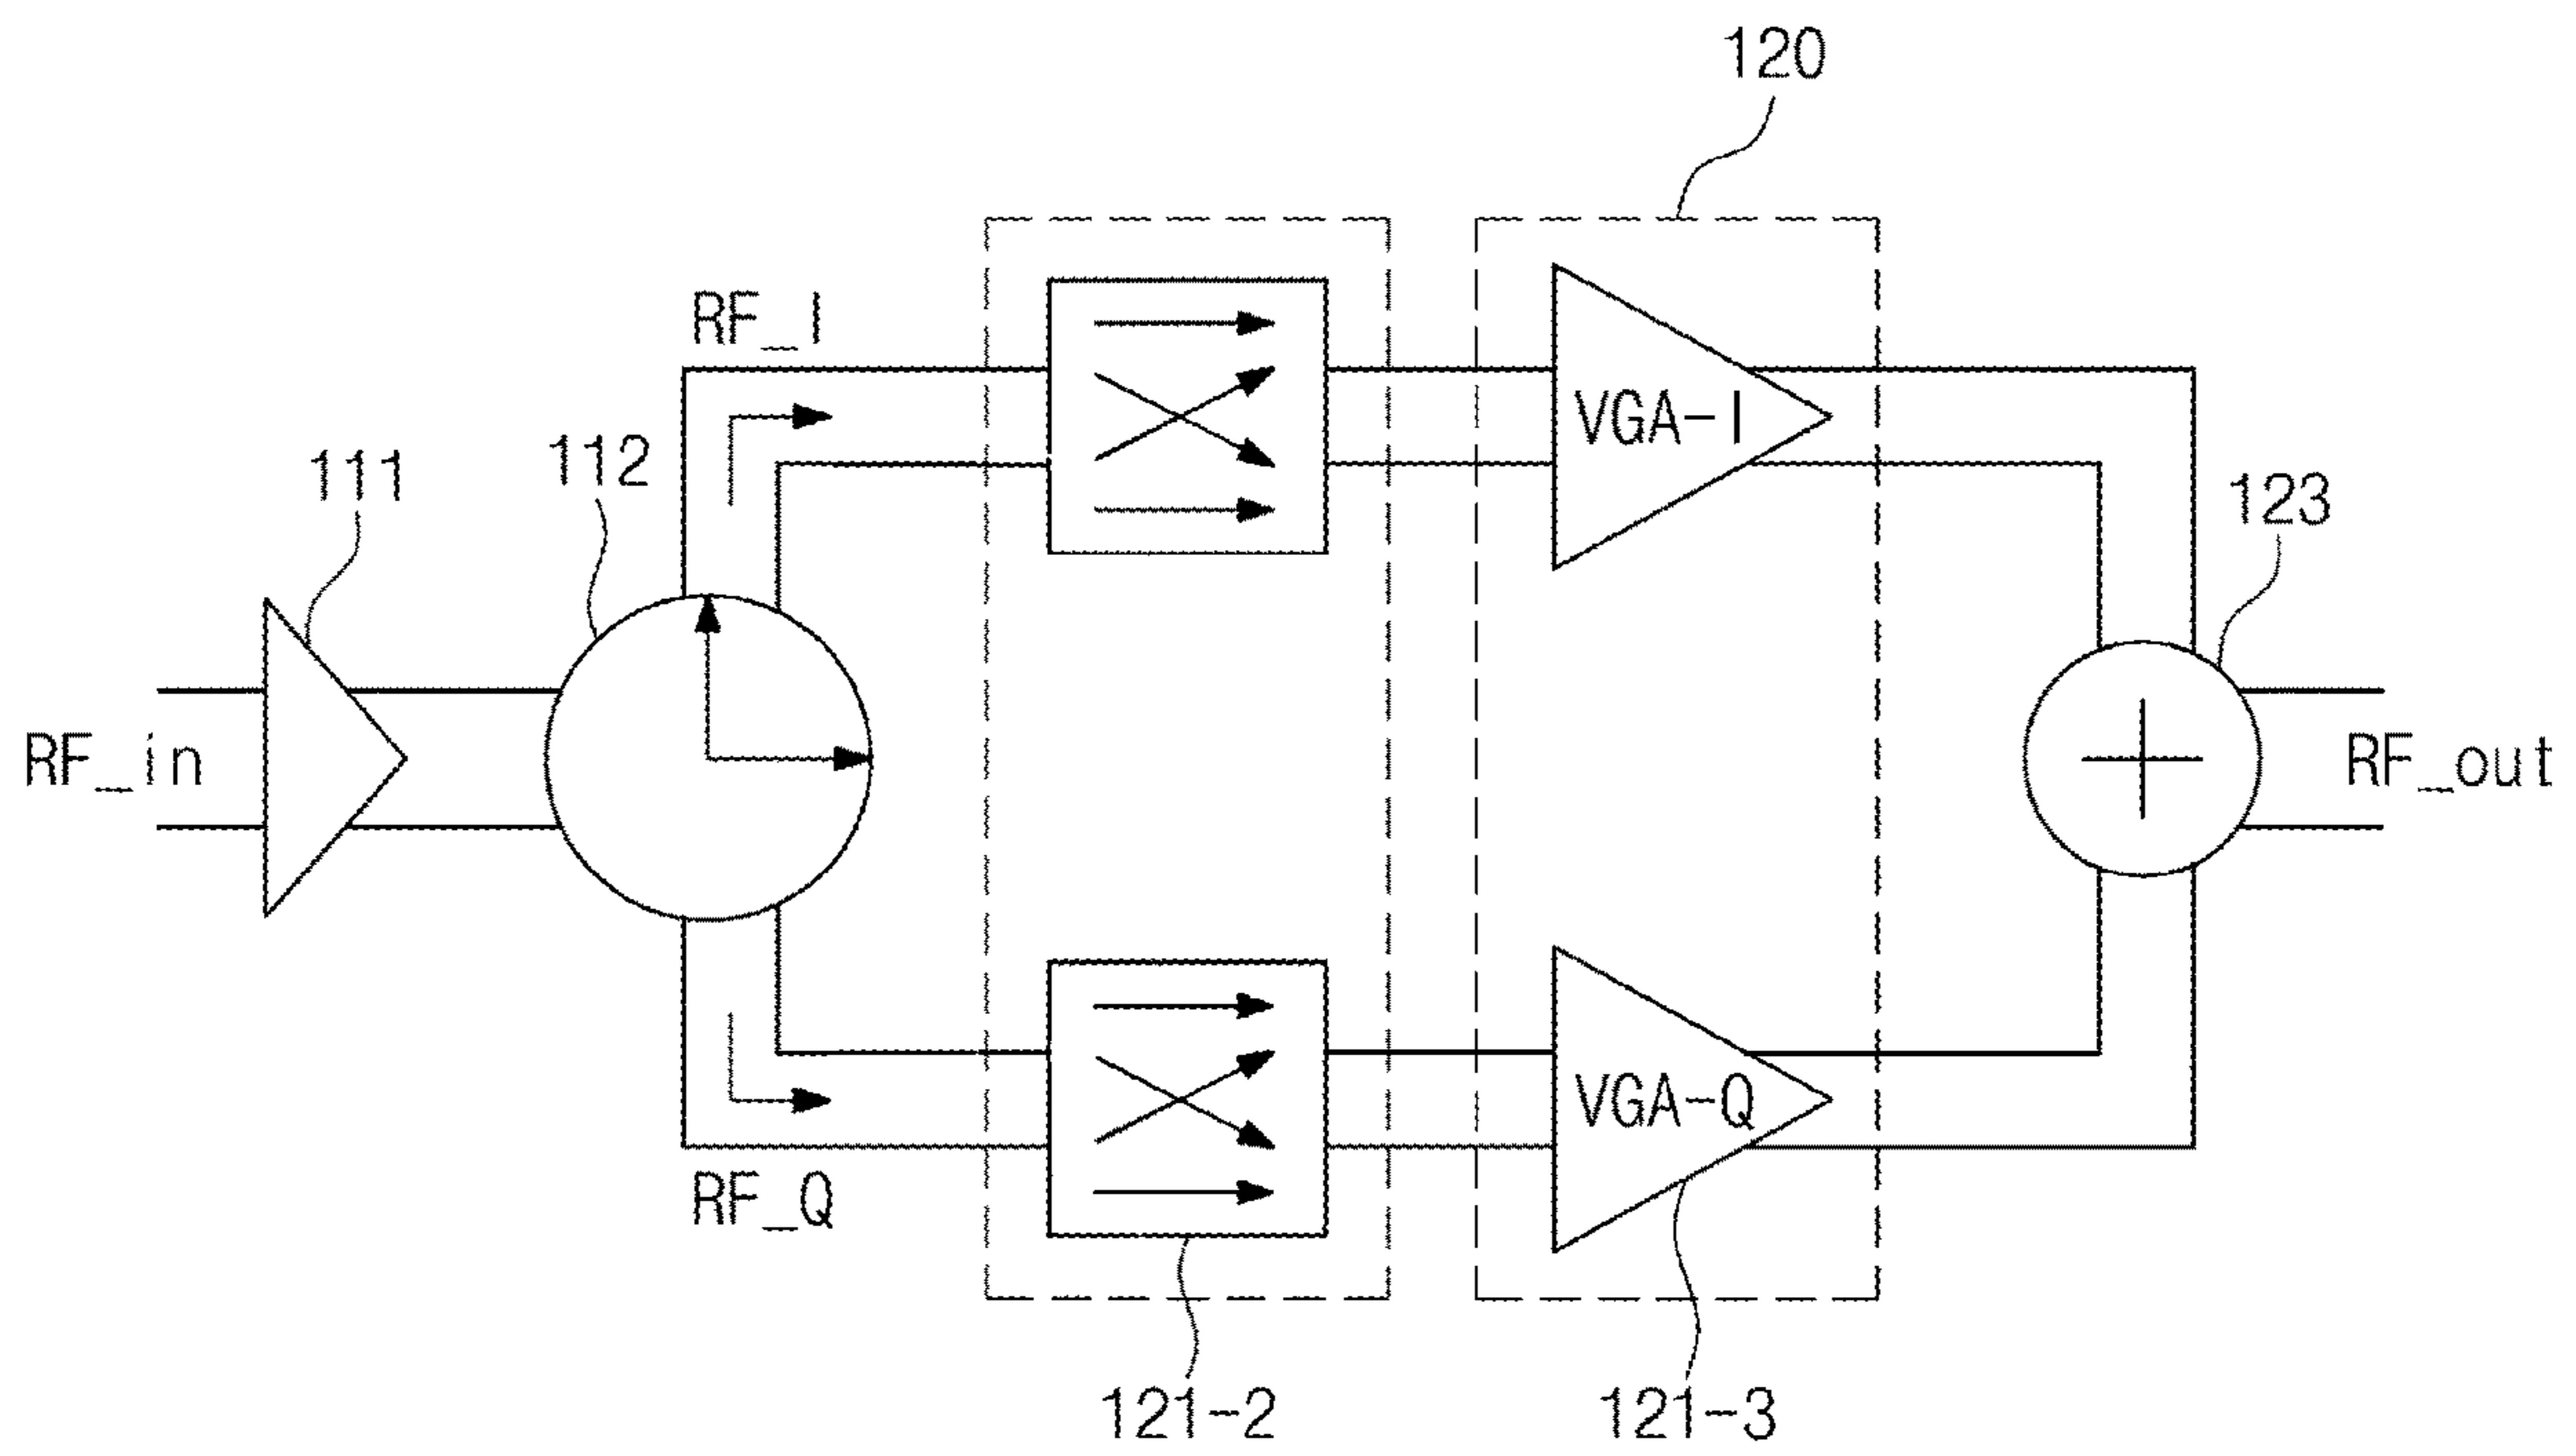 120
RF_I
VGA-I
111
112
123
RF_in
RF_out
VGA-Q
RF_Q
121-2
121-3